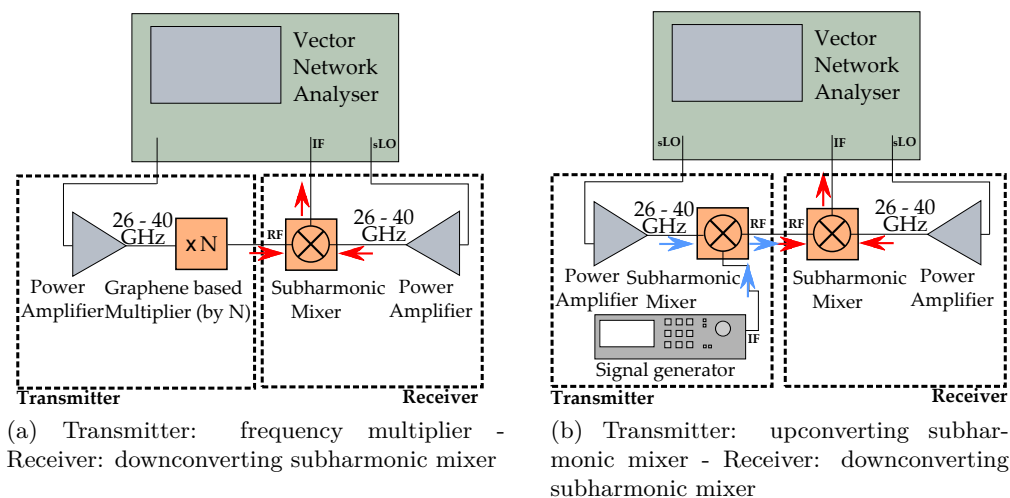 Vector
Network
Analyser
IF
sLO
26 - 40
GHz
x N
RF
26 - 40
GHz
Power
Amplifier
Graphene based
Multiplier (by N)
Subharmonic
Mixer
Power
Amplifier
Transmitter
Receiver
(a) Transmitter: frequency multiplier -
Receiver: downconverting subharmonic mixer
Vector
Network
Analyser
sLO
IF
sLO
26 - 40
GHz
RF
RF
26 - 40
GHz
Power
Amplifier
Subharmonic
Mixer
Subharmonic
Mixer
Power
Amplifier
IF
Signal generator
Transmitter
Receiver
(b) Transmitter: upconverting subhar-
monic mixer - Receiver: downconverting
subharmonic mixer